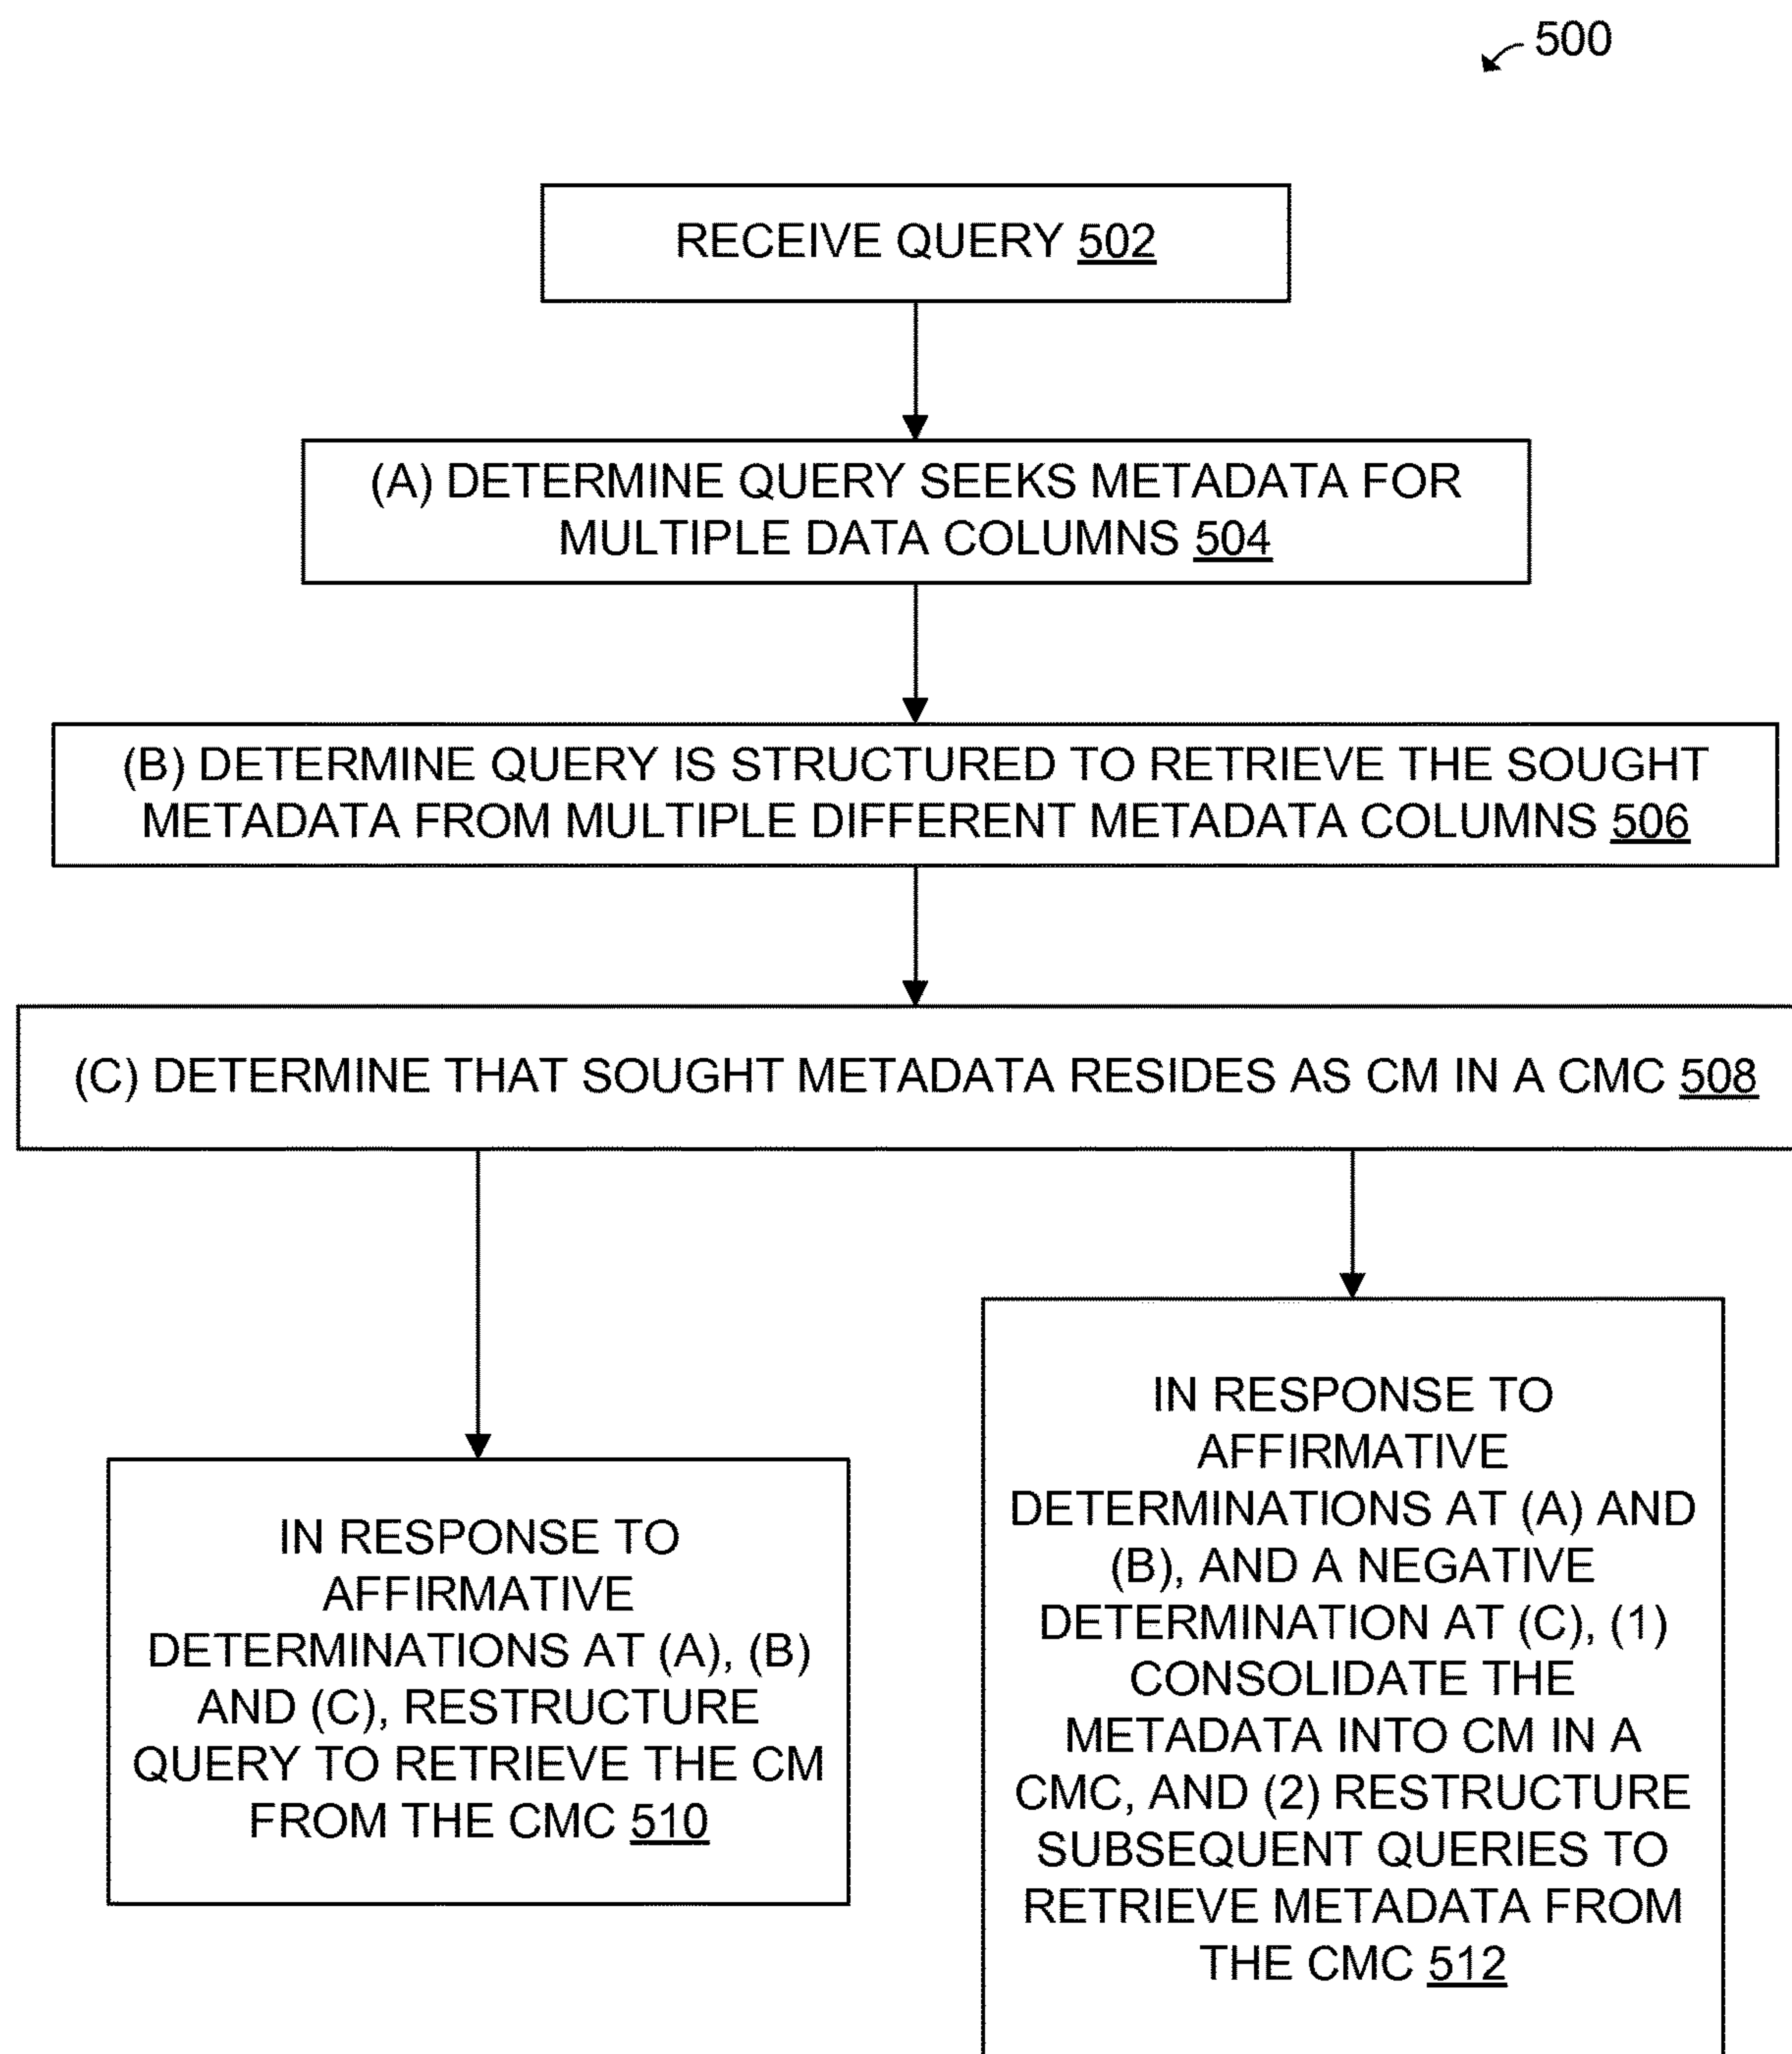 500
RECEIVE QUERY 502
(A) DETERMINE QUERY SEEKS METADATA FOR
MULTIPLE DATA COLUMNS 504
(B) DETERMINE QUERY IS STRUCTURED TO RETRIEVE THE SOUGHT
METADATA FROM MULTIPLE DIFFERENT METADATA COLUMNS 506
(C) DETERMINE THAT SOUGHT METADATA RESIDES AS CM IN A CMC 508
IN RESPONSE TO
AFFIRMATIVE
DETERMINATIONS AT (A), (B)
AND (C), RESTRUCTURE
QUERY TO RETRIEVE THE CM
FROM THE CMC 510
IN RESPONSE TO
AFFIRMATIVE
DETERMINATIONS AT (A) AND
(B), AND A NEGATIVE
DETERMINATION AT (C), (1)
CONSOLIDATE THE
METADATA INTO CM IN A
CMC, AND (2) RESTRUCTURE
SUBSEQUENT QUERIES TO
RETRIEVE METADATA FROM
THE CMC 512